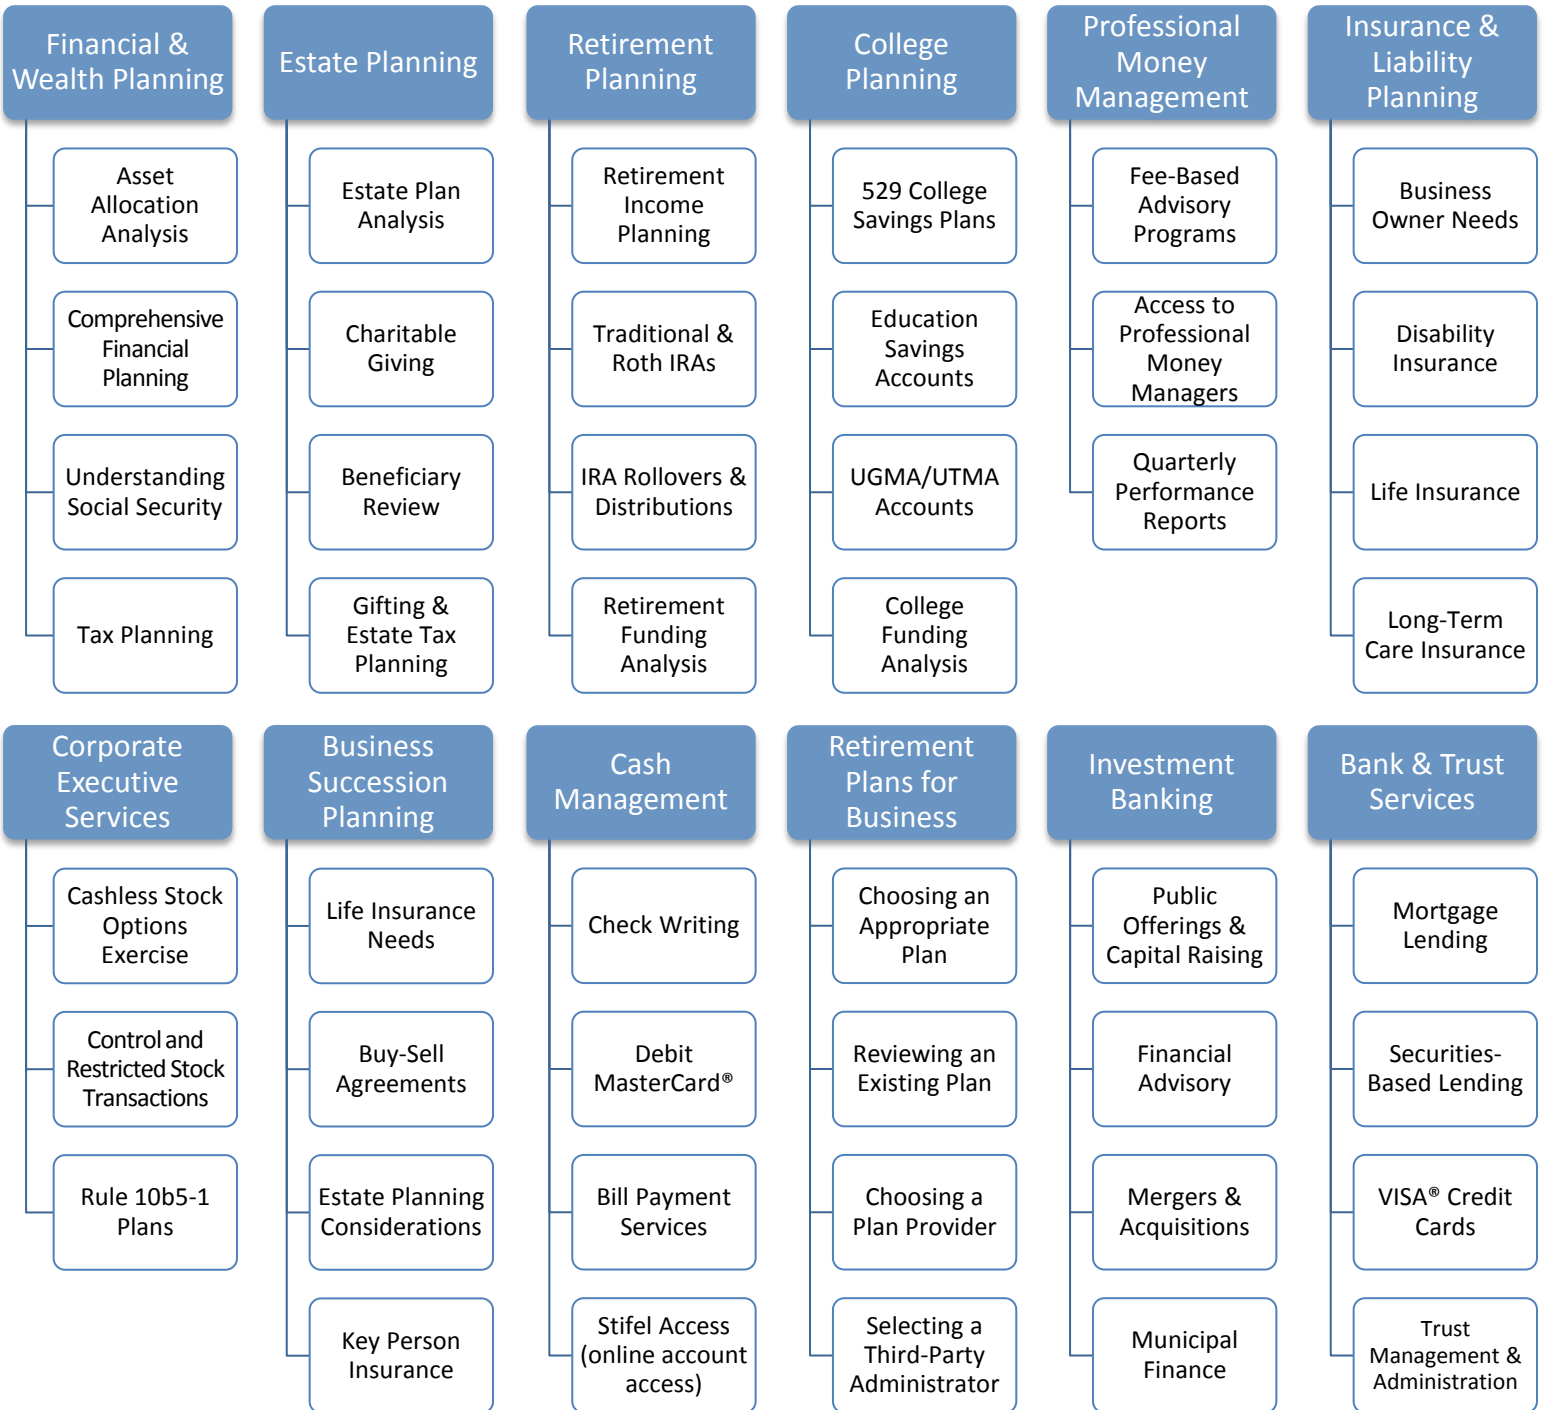 Financial &
Wealth Planning
Asset
Allocation
Analysis
Comprehensive
Financial
Planning
Understanding
Social Security
Tax Planning
Estate Planning
Estate Plan
Analysis
Charitable
Giving
Beneficiary
Review
Gifting &
Estate Tax
Planning
Retirement
Planning
Retirement
Income
Planning
Traditional &
Roth IRAs
IRA Rollovers &
Distributions
Retirement
Funding
Analysis
College
Planning
529 College
Savings Plans
Education
Savings
Accounts
UGMA/UTMA
Accounts
College
Funding
Analysis
Professional
Money
Management
Fee-Based
Advisory
Programs
Access to
Professional
Money
Managers
Quarterly
Performance
Reports
Insurance &
Liability
Planning
Business
Owner Needs
Disability
Insurance
Life Insurance
Long-Term
Care Insurance
Corporate
Executive
Services
Cashless Stock
Options
Exercise
Control and
Restricted Stock
Transactions
Rule 10b5-1
Plans
Business
Succession
Planning
Life Insurance
Needs
Buy-Sell
Agreements
Estate Planning
Considerations
Key Person
Insurance
Cash
Management
Check Writing
Debit
MasterCard®
Bill Payment
Services
Stifel Access
(online account
access)
Retirement
Plans for
Business
Choosing an
Appropriate
Plan
Reviewing an
Existing Plan
Choosing a
Plan Provider
Selecting a
Third-Party
Administrator
Investment
Banking
Public
Offerings &
Capital Raising
Financial
Advisory
Mergers &
Acquisitions
Municipal
Finance
Bank & Trust
Services
Mortgage
Lending
Securities-
Based Lending
VISA® Credit
Cards
Trust
Management &
Administration